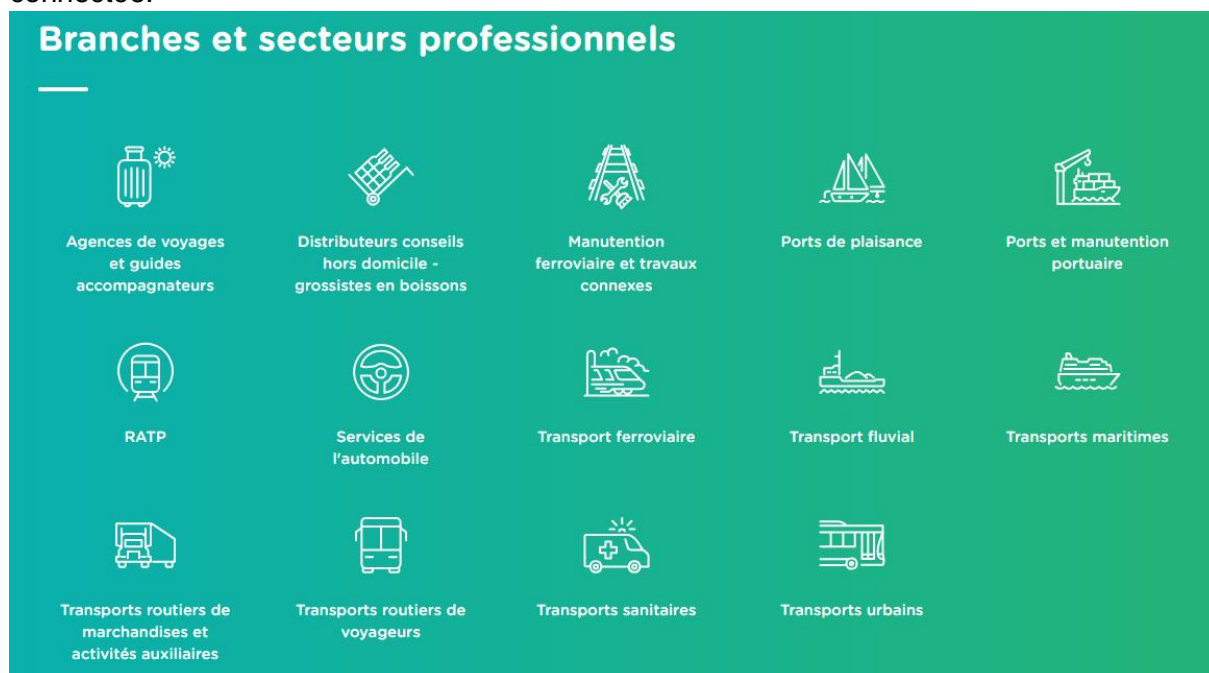 Branches et secteurs professionnels
Agences de voyages
et guides
accompagnateurs
Distributeurs conseils
hors domicile -
grossistes en boissons
Manutention
ferroviaire et travaux
connexes
Ports de plaisance
Ports et manutention
portuaire
RATP
Services de
l'automobile
Transport ferroviaire
Transport fluvial
Transports maritimes
Transports routiers de
marchandises et
activités auxiliaires
Transports routiers de
voyageurs
Transports sanitaires
Transports urbains